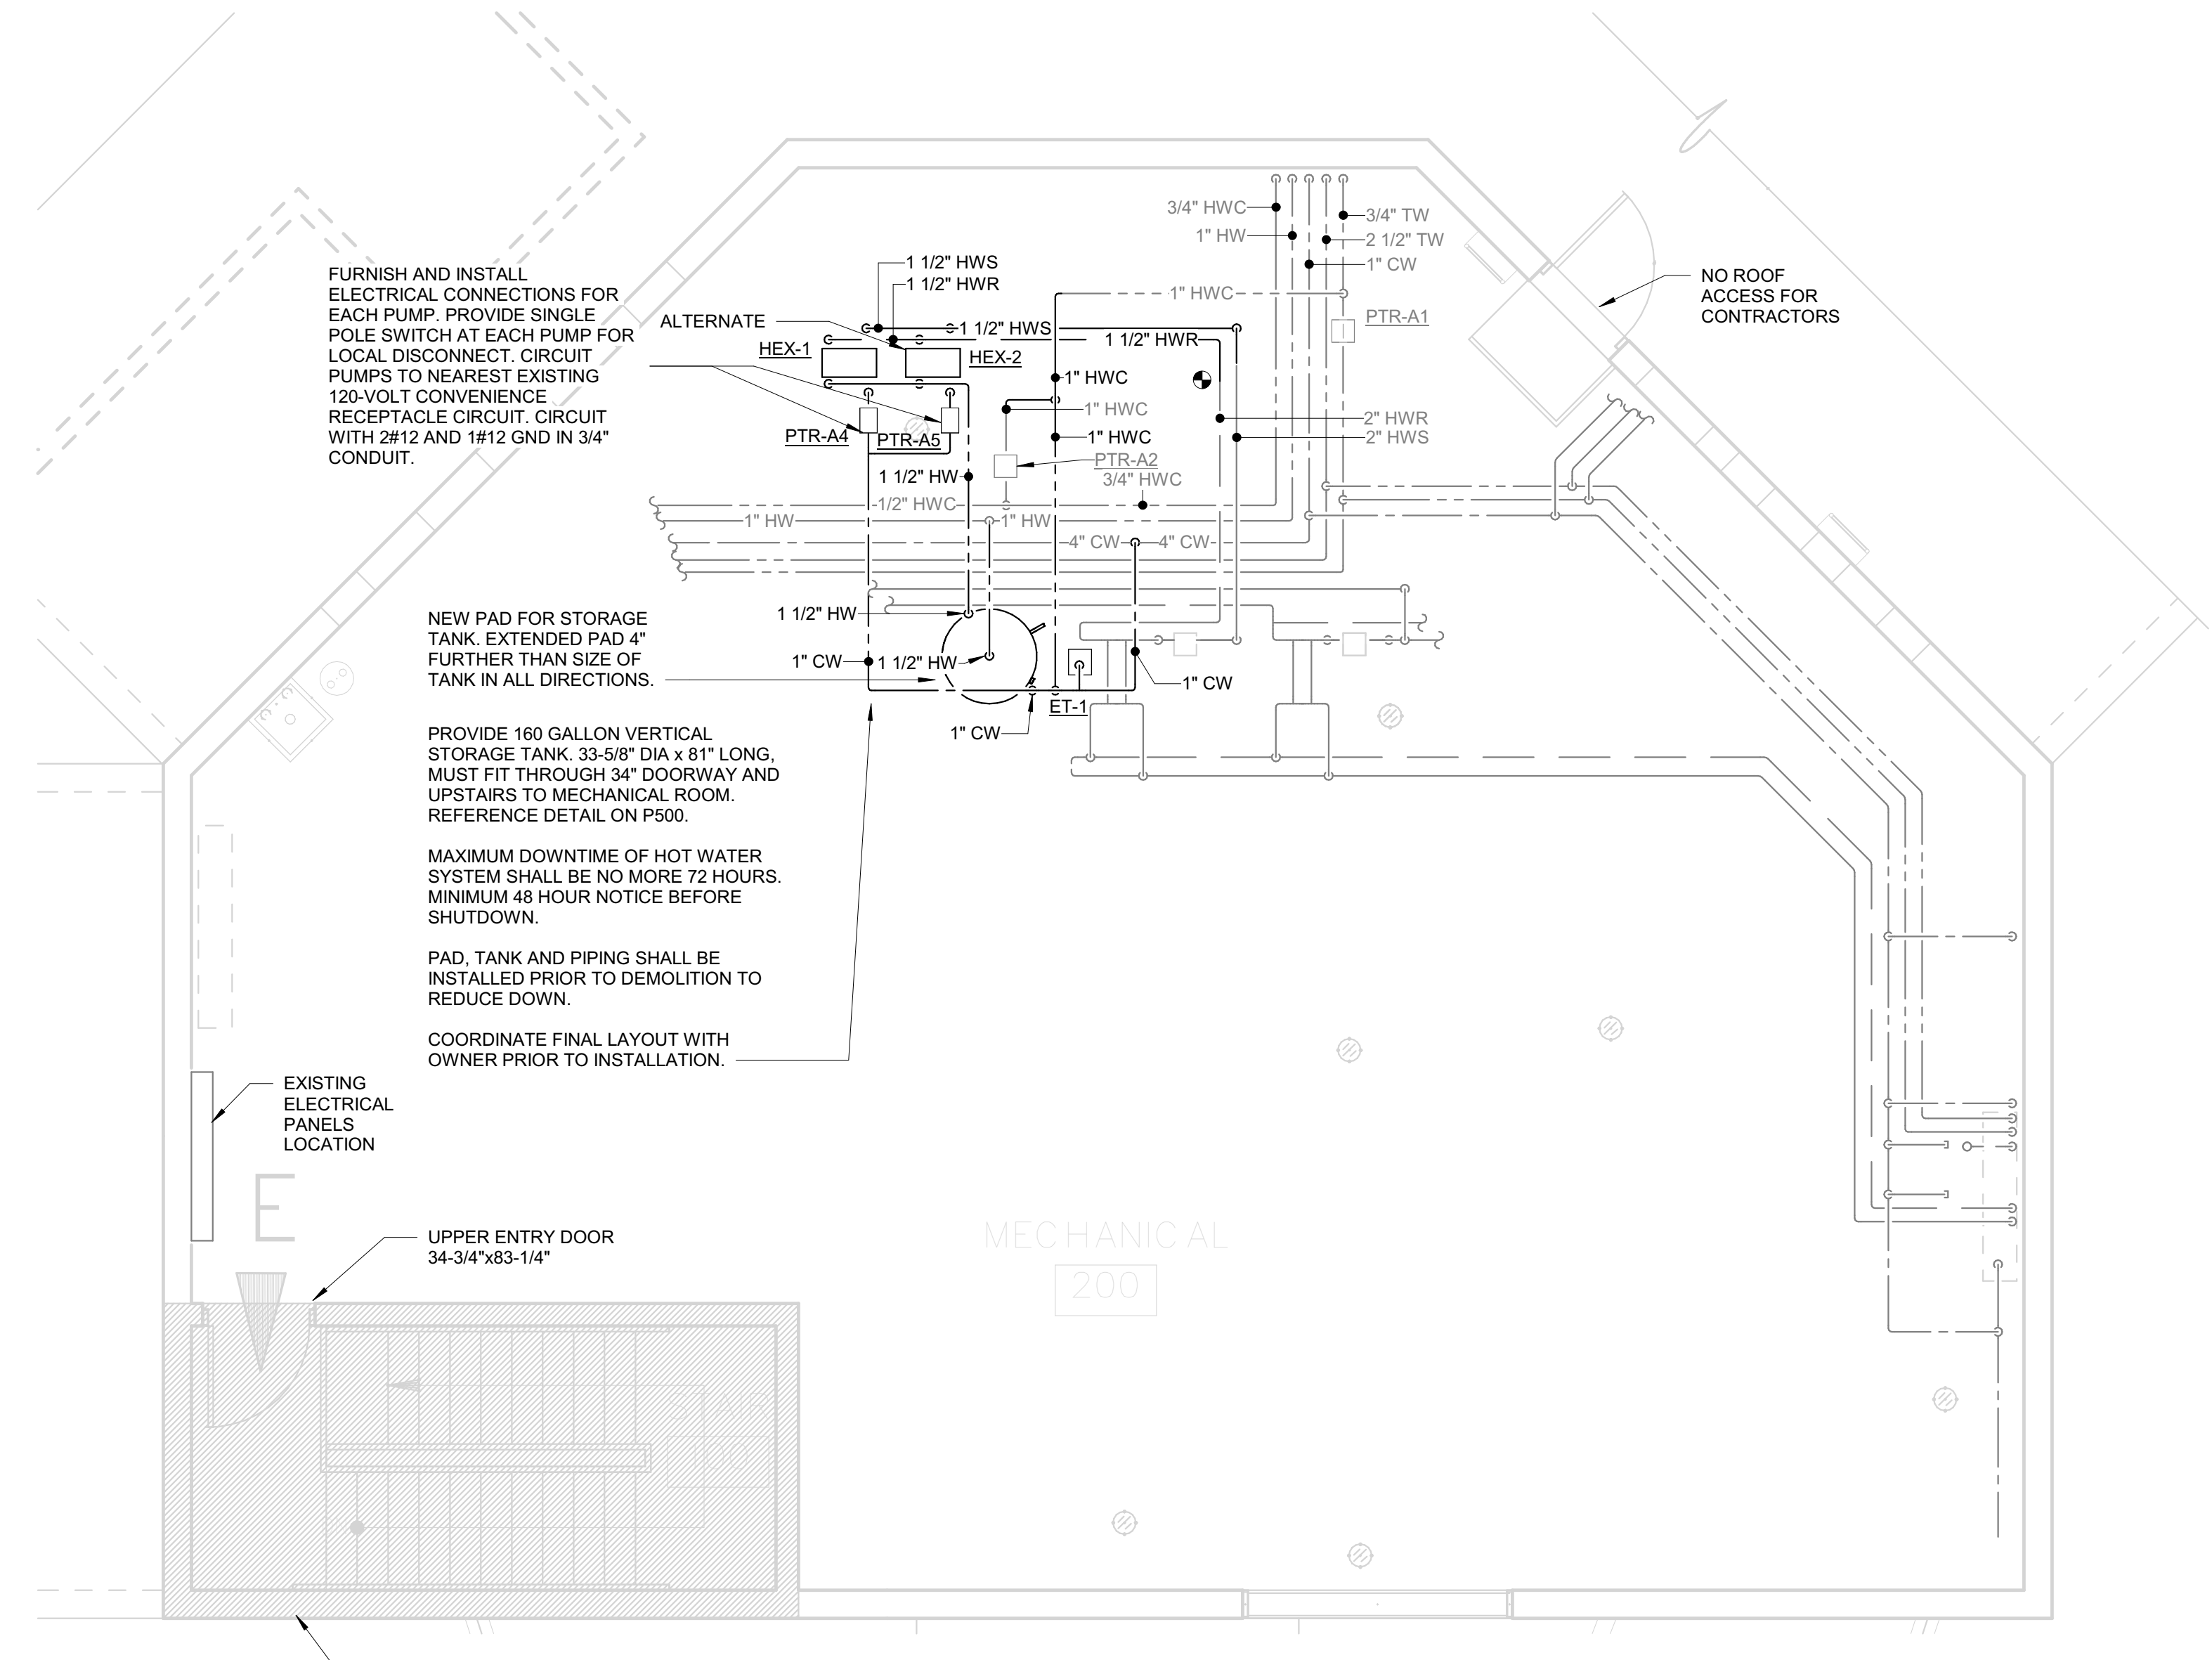 3/4" HWC
3/4" TW
1" HW
2 1/2" TW
1" CW
1 1/2" HWS
1 1/2" HWR
FURNISH AND INSTALL
ELECTRICAL CONNECTIONS FOR
EACH PUMP. PROVIDE SINGLE
POLE SWITCH AT EACH PUMP FOR
LOCAL DISCONNECT. CIRCUIT
PUMPS TO NEAREST EXISTING
120-VOLT CONVENIENCE
RECEPTACLE CIRCUIT. CIRCUIT
WITH 2#12 AND 1#12 GND IN 3/4"
CONDUIT.
NO ROOF
ACCESS FOR
CONTRACTORS
1" HWC
PTR-A1
ALTERNATE
1 1/2" HWS
1 1/2" HWR
HEX-1
HEX-2
1" HWC
1" HWC
2" HWR
PTR-A4
PTR-A5
1" HWC
2" HWS
PTR-A2
1 1/2" HW
3/4" HWC
1/2" HWC
1" HW
1" HW
4" CW
4" CW
NEW PAD FOR STORAGE
TANK. EXTENDED PAD 4"
FURTHER THAN SIZE OF
TANK IN ALL DIRECTIONS.
1 1/2" HW
1" CW
1 1/2" HW
1" CW
ET-1
1" CW
PROVIDE 160 GALLON VERTICAL
STORAGE TANK. 33-5/8" DIA x 81" LONG,
MUST FIT THROUGH 34" DOORWAY AND
UPSTAIRS TO MECHANICAL ROOM.
REFERENCE DETAIL ON P500.
MAXIMUM DOWNTIME OF HOT WATER
SYSTEM SHALL BE NO MORE 72 HOURS.
MINIMUM 48 HOUR NOTICE BEFORE
SHUTDOWN.
PAD, TANK AND PIPING SHALL BE
INSTALLED PRIOR TO DEMOLITION TO
REDUCE DOWN.
COORDINATE FINAL LAYOUT WITH
OWNER PRIOR TO INSTALLATION.
EXISTING
ELECTRICAL
PANELS
LOCATION
E
UPPER ENTRY DOOR
34-3/4"x83-1/4"
MECHANICAL
200
STAIR